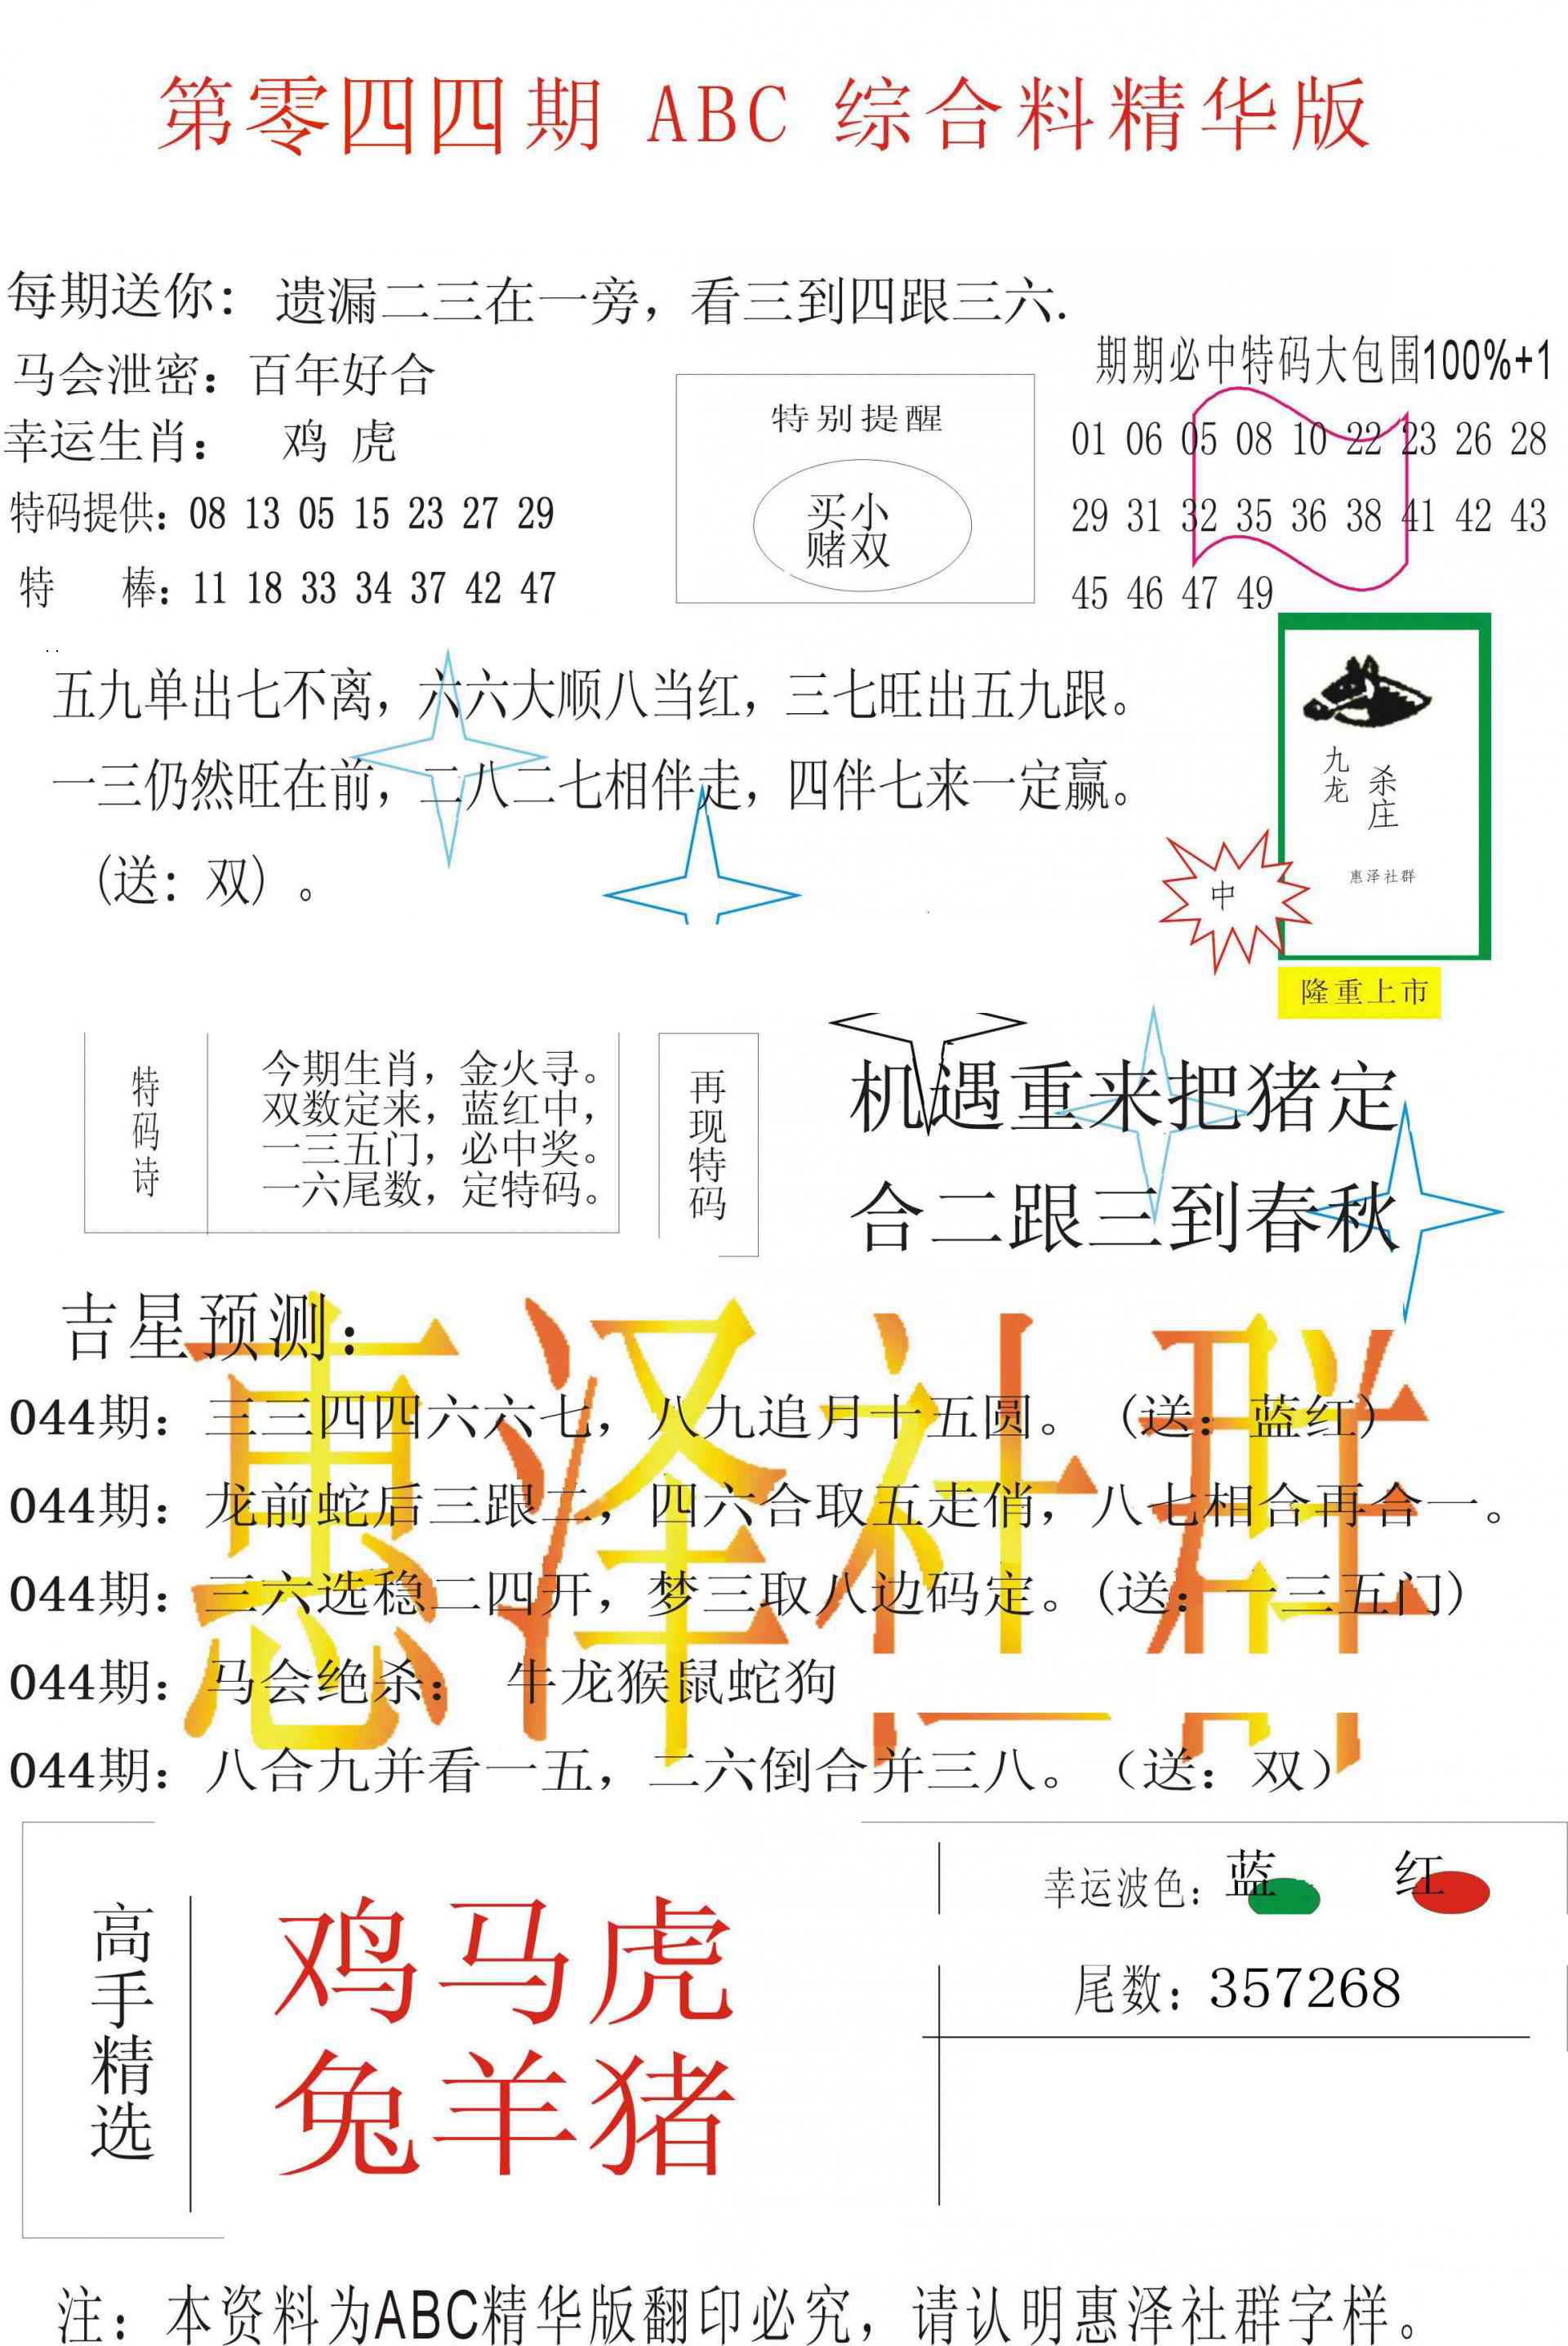 第零四四期 ABC 综合料精华版
每期送你：遗漏二三在一旁，看三到四跟三六.
马会泄密：百年好合
幸运生肖： 鸡 虎
特码提供：08 13 05 15 23 27 29
特 棒：11 18 33 34 37 42 47
特别提醒
买小
赌双
期期必中特码大包围100%+1
01 06 05 08 10 22 23 26 28
29 31 32 35 36 38 41 42 43
45 46 47 49
五九单出七不离，六六大顺八当红，三七旺出五九跟。
一三仍然旺在前，二八二七相伴走，四伴七来一定赢。
（送：双）。
九龙
杀庄
惠泽社群
中
隆重上市
特码诗
今期生肖，金火寻。
双数定来，蓝红中，
一三五门，必中奖。
一六尾数，定特码。
再现特码
机遇重来把猪定
合二跟三到春秋
惠泽社群
吉星预测：
044期：三三四四六六七，八九追月十五圆。（送：蓝红）
044期：龙前蛇后三跟二，四六合取五走俏，八七相合再合一。
044期：三六选稳二四开，梦三取八边码定。（送：一三五门）
044期：马会绝杀： 牛龙猴鼠蛇狗
044期：八合九并看一五，二六倒合并三八。（送：双）
高手精选
鸡马虎
兔羊猪
幸运波色：蓝 红
尾数：357268
注：本资料为ABC精华版翻印必究，请认明惠泽社群字样。